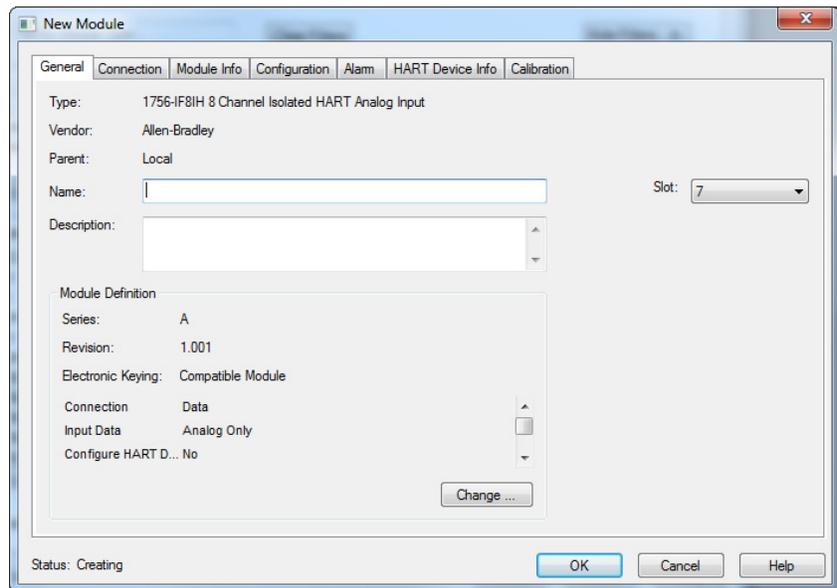 New Module
General Connection Module Info Configuration Alarm HART Device Info Calibration
Type: 1756-IF8IH 8 Channel Isolated HART Analog Input
Vendor: Allen-Bradley
Parent: Local
Name: Slot: 7
Description:
Module Definition
Series: A
Revision: 1.001
Electronic Keying: Compatible Module
Connection Data
Input Data Analog Only
Configure HART D... No
Change ...
Status: Creating OK Cancel Help